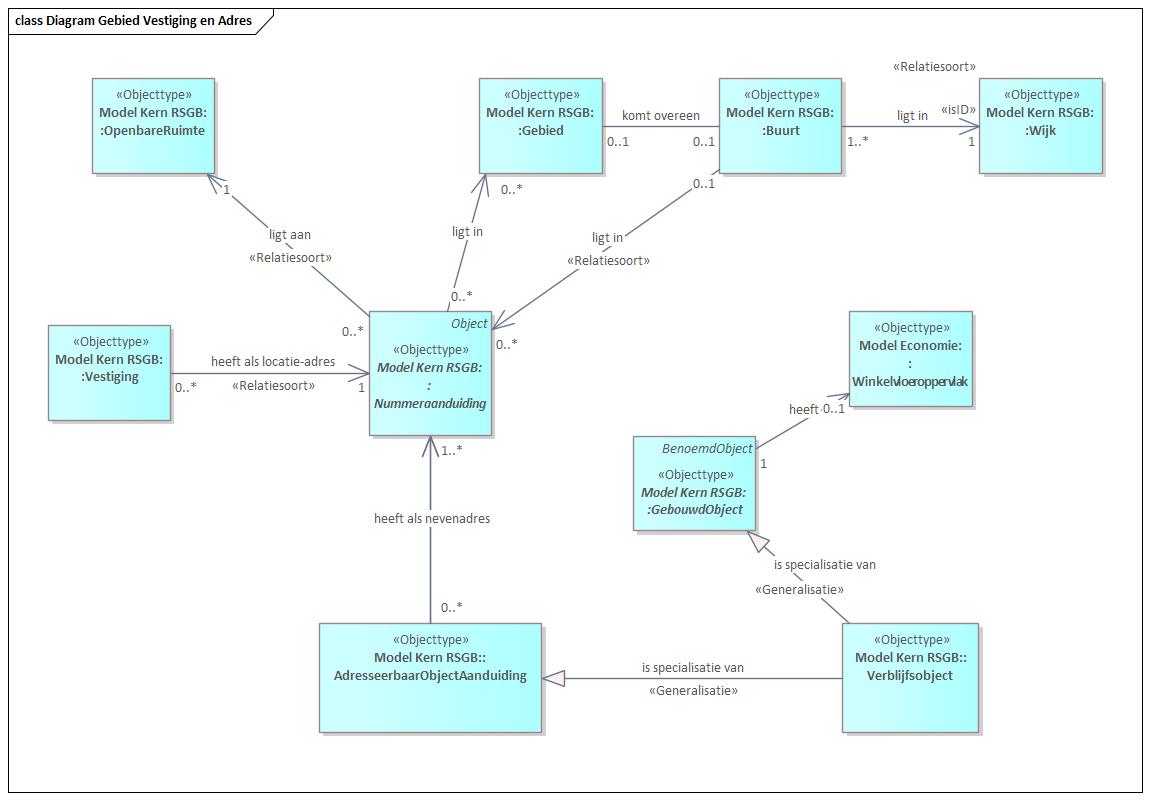 class Diagram Gebied Vestiging en Adres
«Objecttype»
Model Kern RSGB:
:OpenbareRuimte
«Objecttype»
Model Kern RSGB:
:Gebied
komt overeen
0..1
0..1
«Objecttype»
Model Kern RSGB:
:Buurt
«Relatiesoort»
ligt in
«isID»
1..*
1
«Objecttype»
Model Kern RSGB:
:Wijk
1
0..*
0..1
ligt aan
«Relatiesoort»
ligt in
ligt in
«Relatiesoort»
0..*
0..*
0..*
«Objecttype»
Model Kern RSGB:
:Vestiging
heeft als locatie-adres
0..*
«Relatiesoort»
1
Object
«Objecttype»
Model Kern RSGB:
:
Nummeraanduiding
«Objecttype»
Model Economie:
:
Winkelvloeroppervlak
heeft
0..1
1
BenoemdObject
«Objecttype»
Model Kern RSGB:
:GebouwdObject
1..*
heeft als nevenadres
0..*
is specialisatie van
«Generalisatie»
«Objecttype»
Model Kern RSGB::
AdresseerbaarObjectAanduiding
is specialisatie van
«Generalisatie»
«Objecttype»
Model Kern RSGB::
Verblijfsobject